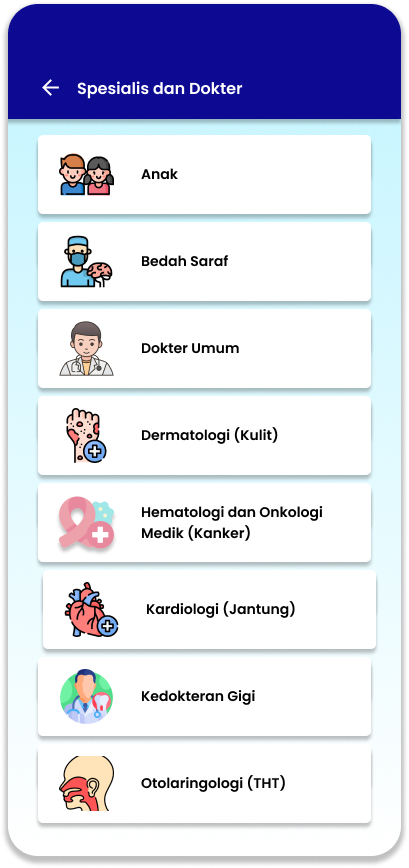 Spesialis dan Dokter
Anak
Bedah Saraf
Dokter Umum
Dermatologi (Kulit)
Hematologi dan Onkologi
Medik (Kanker)
Kardiologi (Jantung)
Kedokteran Gigi
Otolaringologi (THT)